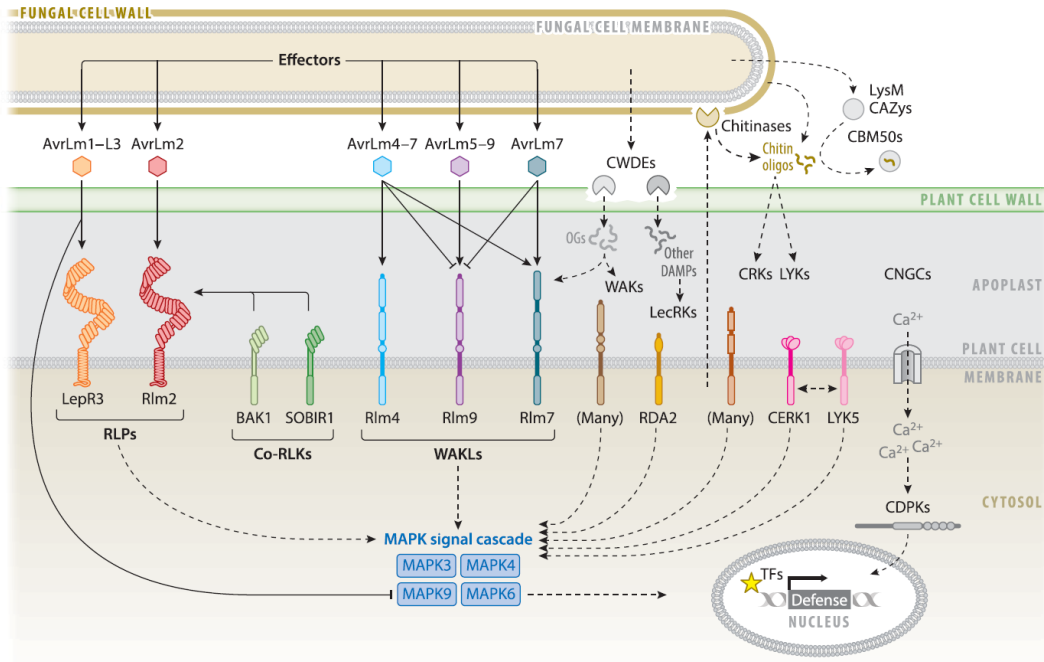 FUNGAL CELL WALL
FUNGAL CELL MEMBRANE
Effectors
LysM
CAZys
AvrLm1–L3
AvrLm2
AvrLm4–7
AvrLm5–9
AvrLm7
Chitinases
CBM50s
Chitin
oligos
CWDEs
PLANT CELL WALL
OGs
Other
DAMPs
WAKs
CRKs
LYKs
CNGCs
APOPLAST
LecRKs
Ca2+
PLANT CELL
MEMBRANE
LepR3
Rlm2
BAK1
SOBIR1
Rlm4
Rlm9
Rlm7
(Many)
RDA2
(Many)
CERK1
LYK5
RLPs
Co-RLKs
WAKLs
Ca2+
Ca2+
Ca2+
CYTOSOL
CDPKs
MAPK signal cascade
MAPK3
MAPK4
MAPK9
MAPK6
TFs
Defense
NUCLEUS